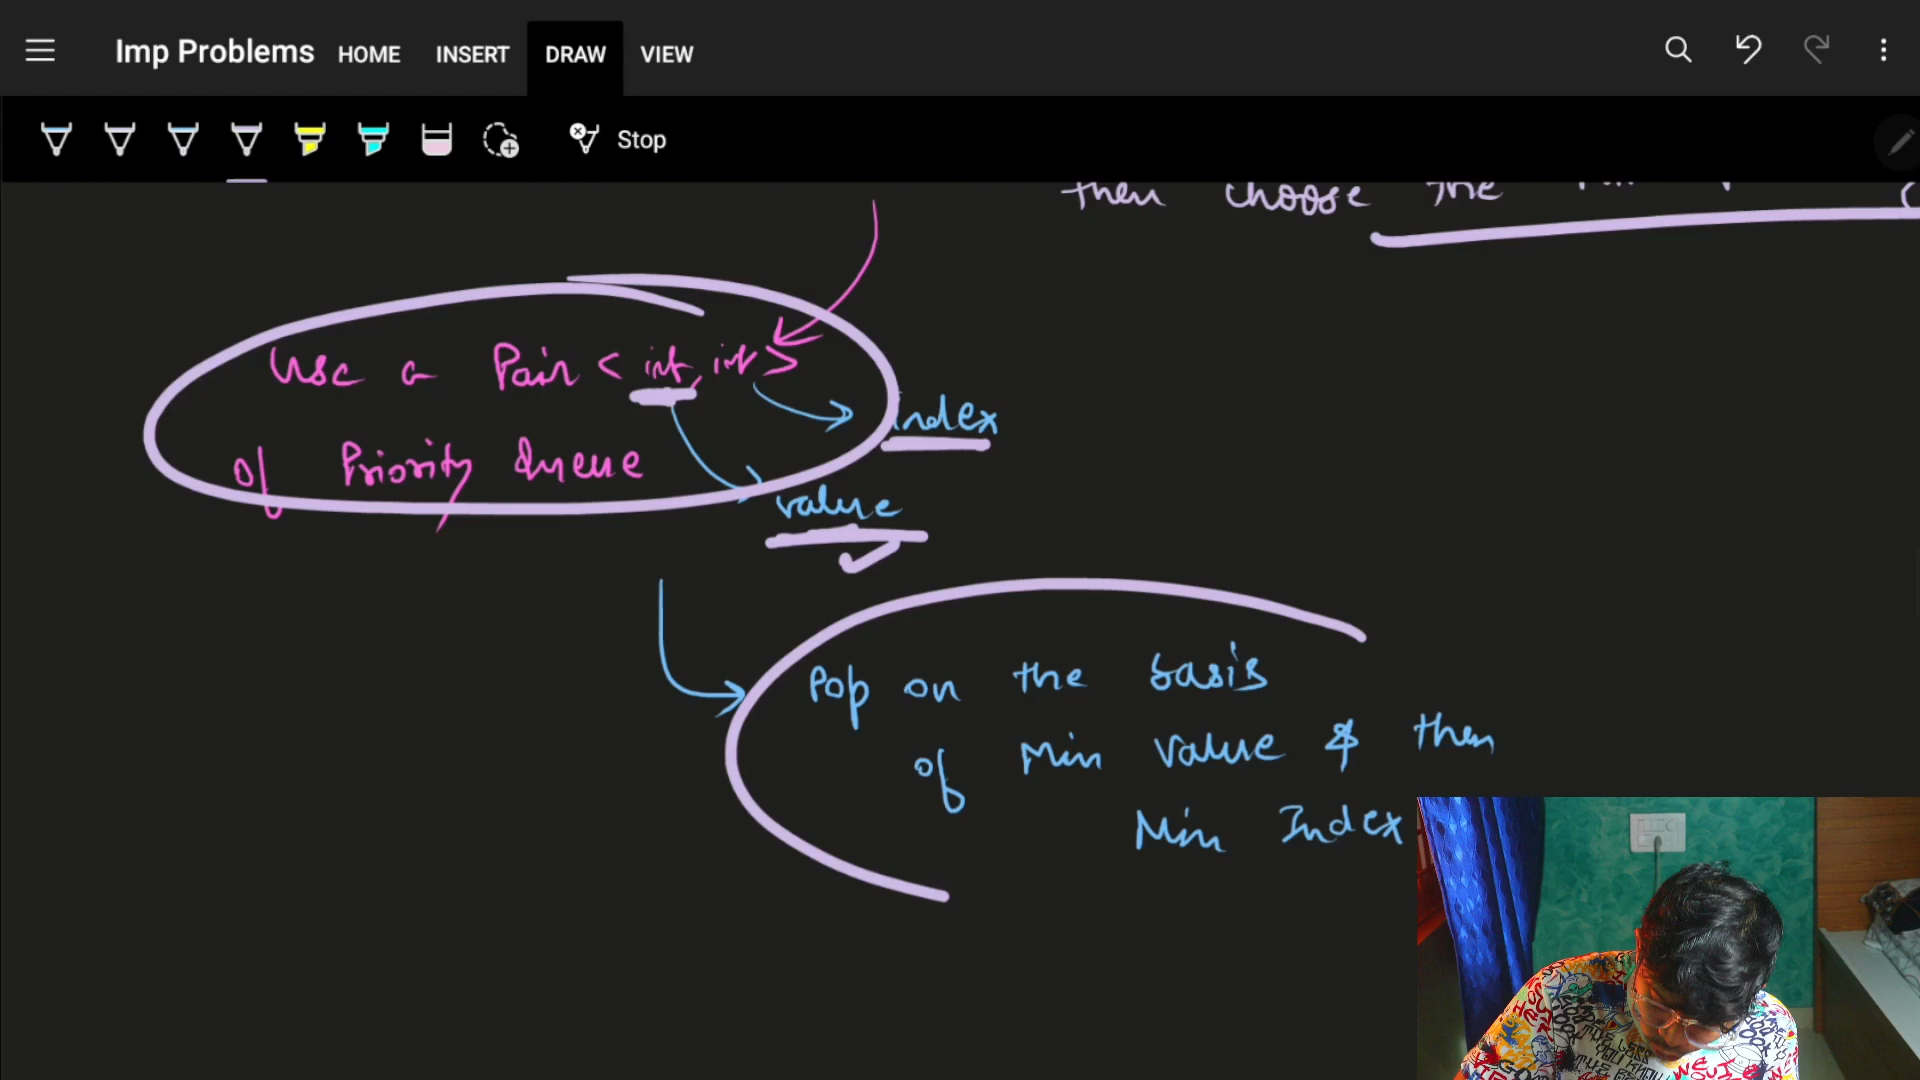 Imp Problems HOME INSERT DRAW VIEW
Stop
then choose the
Use a Pair < int, int >
index
of Priority Queue
value
Pop on the basis
of Min value & then
Min Index